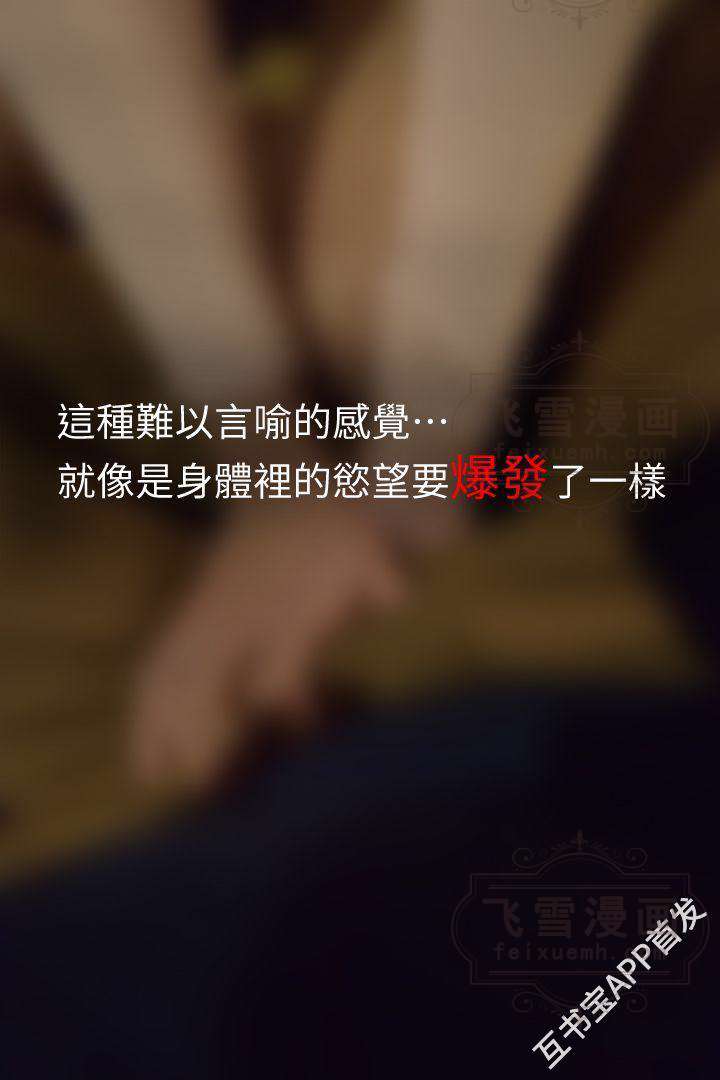 這種難以言喻的感覺…
就像是身體裡的慾望要爆發了一樣
飞雪漫画
feixuemh.com
飞雪漫画
feixuemh.com
互书宝APP首发